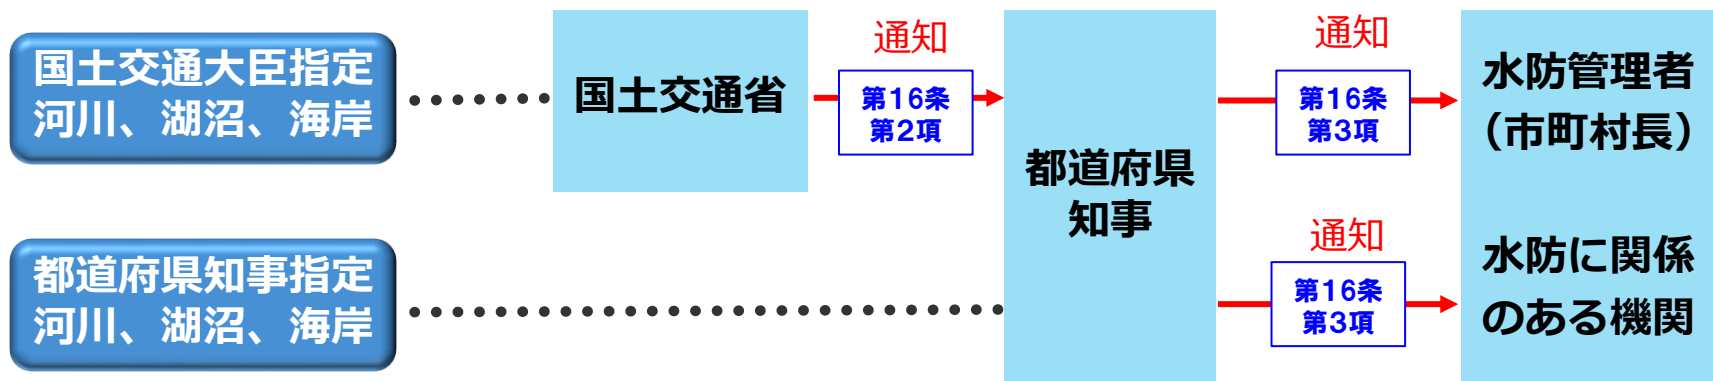 国土交通大臣指定
河川、湖沼、海岸
国土交通省
通知
第16条
第2項
都道府県
知事
通知
第16条
第3項
水防管理者
（市町村長）
都道府県知事指定
河川、湖沼、海岸
通知
第16条
第3項
水防に関係
のある機関